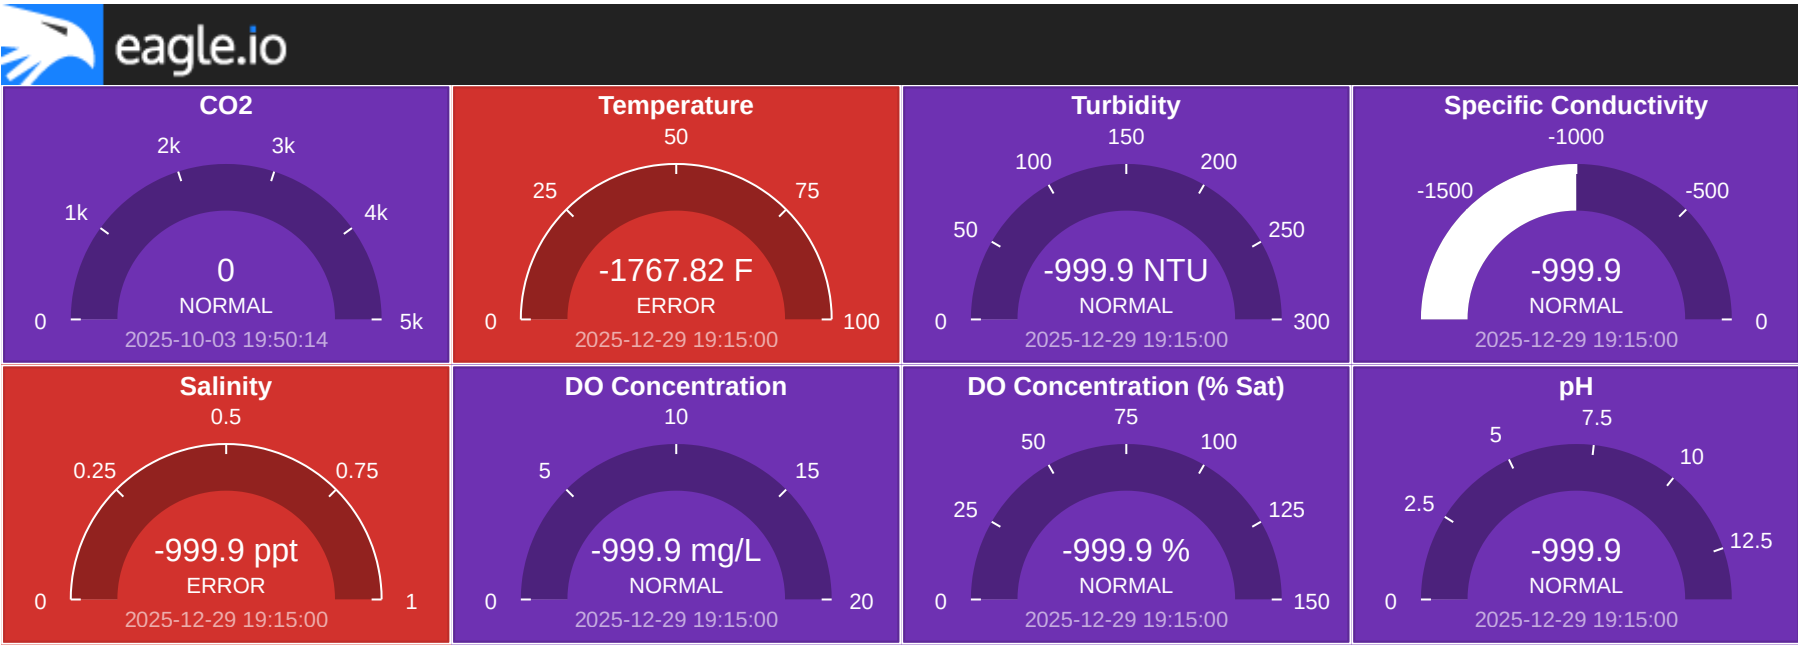 eagle.io
CO2
2k 3k
1k 4k
0
NORMAL
0 5k
2025-10-03 19:50:14
Temperature
50
25 75
-1767.82 F
ERROR
0 100
2025-12-29 19:15:00
Turbidity
150
100 200
50 250
-999.9 NTU
NORMAL
0 300
2025-12-29 19:15:00
Specific Conductivity
-1000
-1500 -500
-999.9
NORMAL
0
2025-12-29 19:15:00
Salinity
0.5
0.25 0.75
-999.9 ppt
ERROR
0 1
2025-12-29 19:15:00
DO Concentration
10
5 15
-999.9 mg/L
NORMAL
0 20
2025-12-29 19:15:00
DO Concentration (% Sat)
75
50 100
25 125
-999.9 %
NORMAL
0 150
2025-12-29 19:15:00
pH
7.5
5 10
2.5 12.5
-999.9
NORMAL
0
2025-12-29 19:15:00